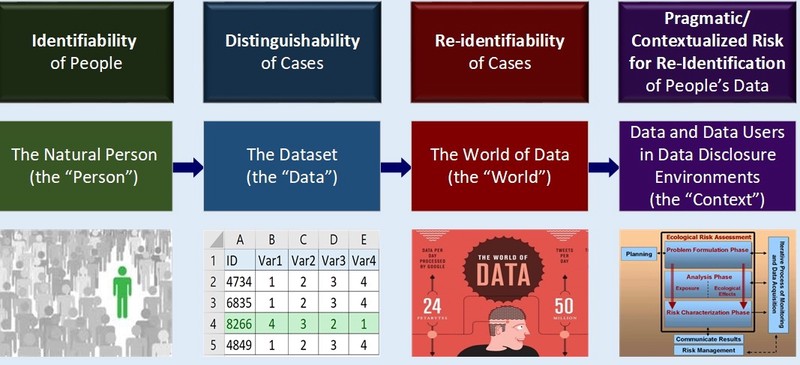 Identifiability
of People
Distinguishability
of Cases
Re-identifiability
of Cases
Pragmatic/
Contextualized Risk
for Re-Identification
of People's Data
The Natural Person
(the “Person”)
The Dataset
(the “Data”)
The World of Data
(the “World”)
Data and Data Users
in Data Disclosure
Environments
(the “Context”)
A B C D E
1 ID Var1 Var2 Var3 Var4
2 4734 1 2 3 4
3 6835 1 2 3 4
4 8266 4 3 2 1
5 4849 1 2 3 4
DATA PER
DAY
PROCESSED
BY GOOGLE
24
PETABYTES
THE WORLD OF
DATA
TWEETS
PER
DAY
50
MILLION
Ecological Risk Assessment
Planning
Problem Formulation Phase
Analysis Phase
Exposure
Ecological
Effects
Risk Characterization Phase
Communicate Results
Risk Management
Iterative Process of Monitoring
and Data Acquisition